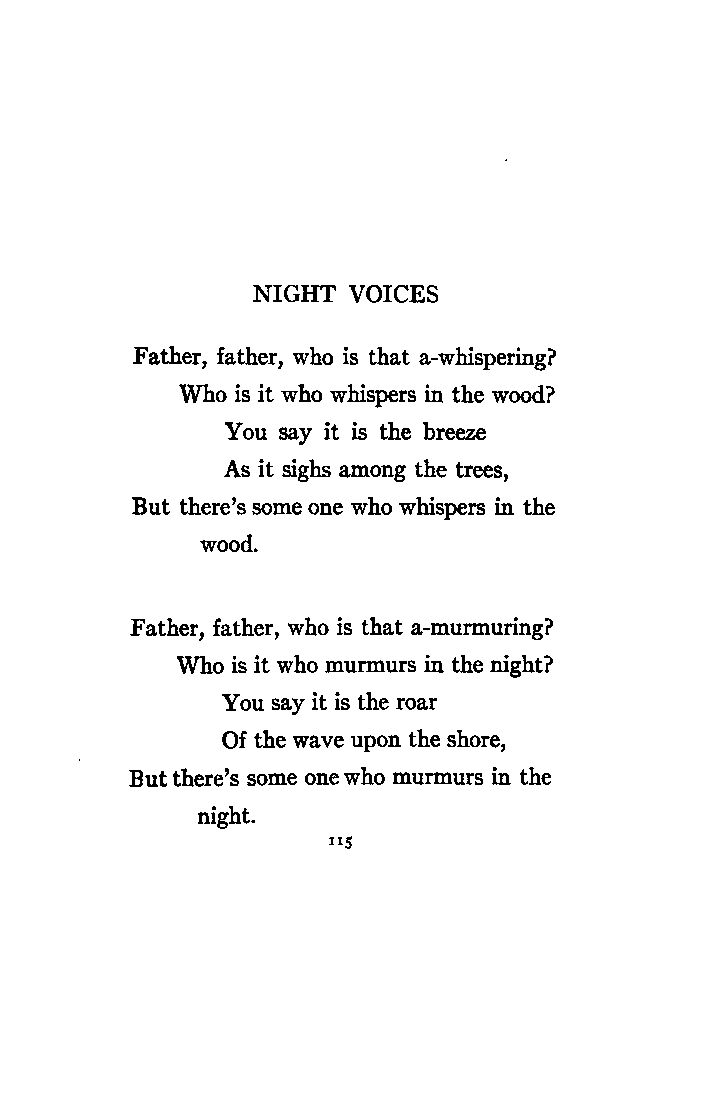 NIGHT VOICES
Father, father, who is that a-whispering?
Who is it who whispers in the wood?
You say it is the breeze
As it sighs among the trees,
But there's some one who whispers in the
wood.
Father, father, who is that a-murmuring?
Who is it who murmurs in the night?
You say it is the roar
Of the wave upon the shore,
But there's some one who murmurs in the
night.
115